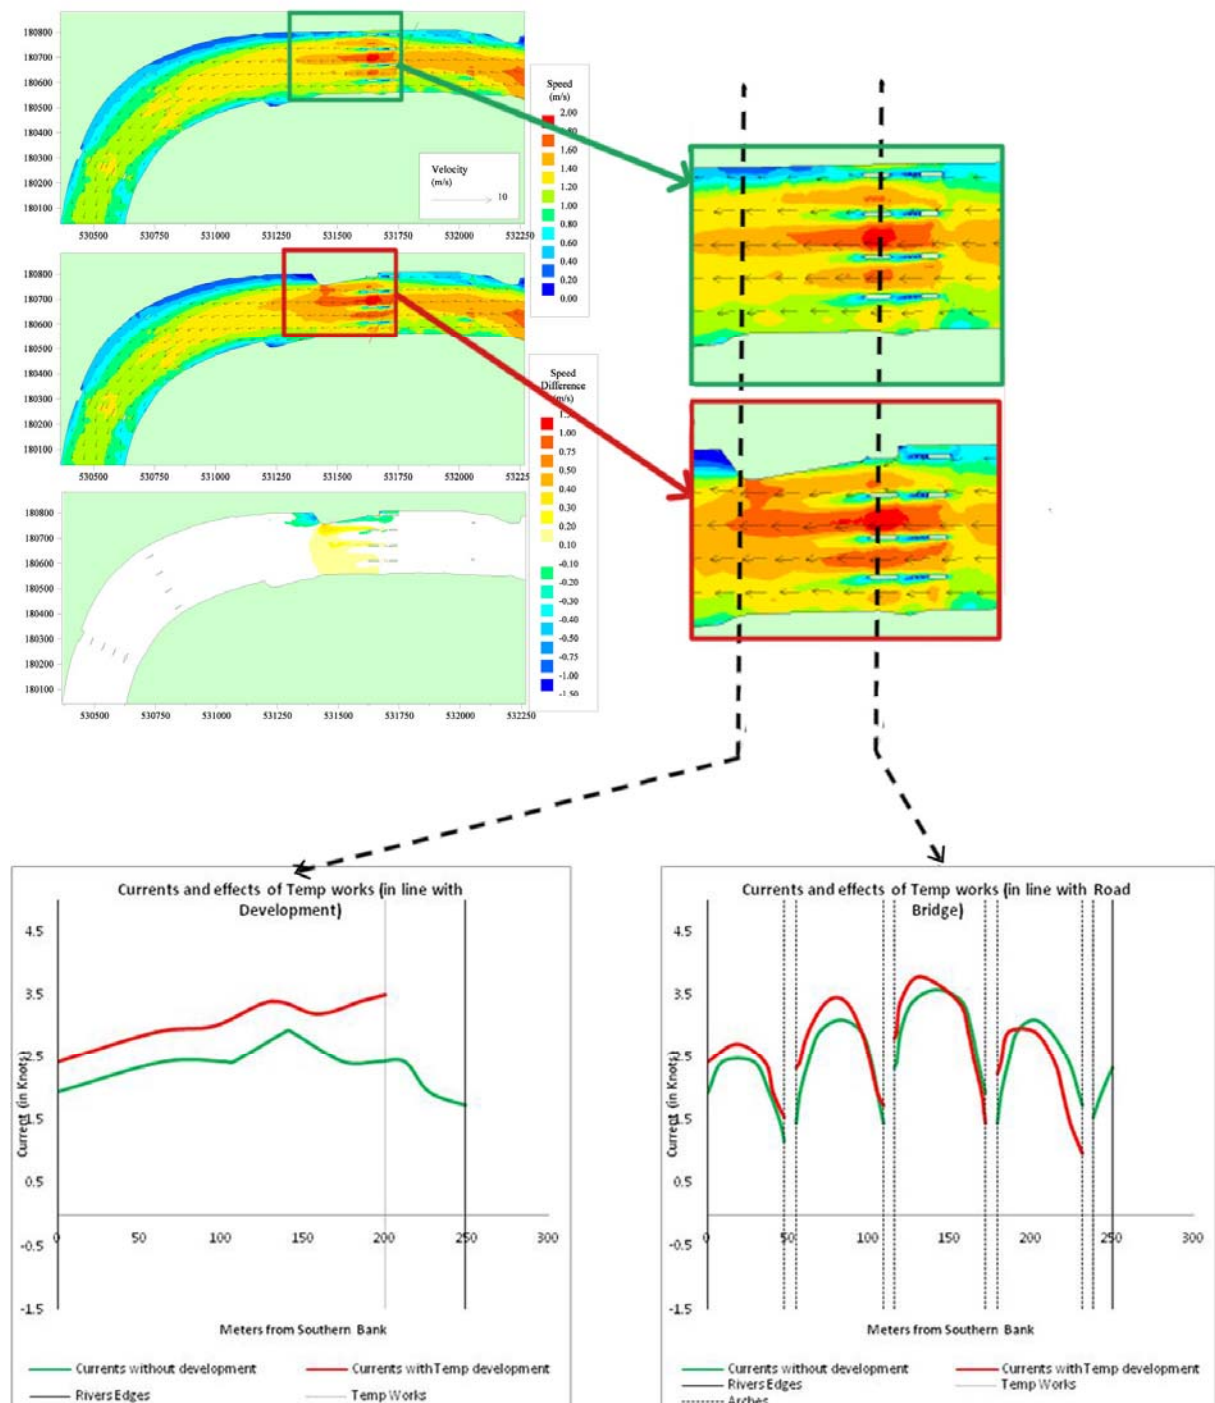 180800
180700
180600
180500
180400
180300
180200
180100
530500 530750 531000 531250 531500 531750 532000 532250
Velocity
(m/s)
10
Speed
(m/s)
2.00
1.60
1.40
1.20
1.00
0.80
0.60
0.40
0.20
0.00
180800
180700
180600
180500
180400
180300
180200
180100
530500 530750 531000 531250 531500 531750 532000 532250
Speed
Difference
(m/s)
1.00
0.75
0.50
0.40
0.30
0.20
0.10
-0.10
-0.20
-0.30
-0.40
-0.50
-0.75
-1.00
-1.50
180800
180700
180600
180500
180400
180300
180200
180100
530500 530750 531000 531250 531500 531750 532000 532250
Currents and effects of Temp works (in line with
Development)
4.5
3.5
2.5
1.5
0.5
-0.5
-1.5
Current (in Knots)
0 50 100 150 200 250 300
Meters from Southern Bank
Currents without development
Currents with Temp development
Rivers Edges
Temp Works
Currents and effects of Temp works (in line with Road
Bridge)
4.5
3.5
2.5
1.5
0.5
-0.5
-1.5
Current (in Knots)
0 50 100 150 200 250 300
Meters from Southern Bank
Currents without development
Currents with Temp development
Rivers Edges
Temp Works
Arches